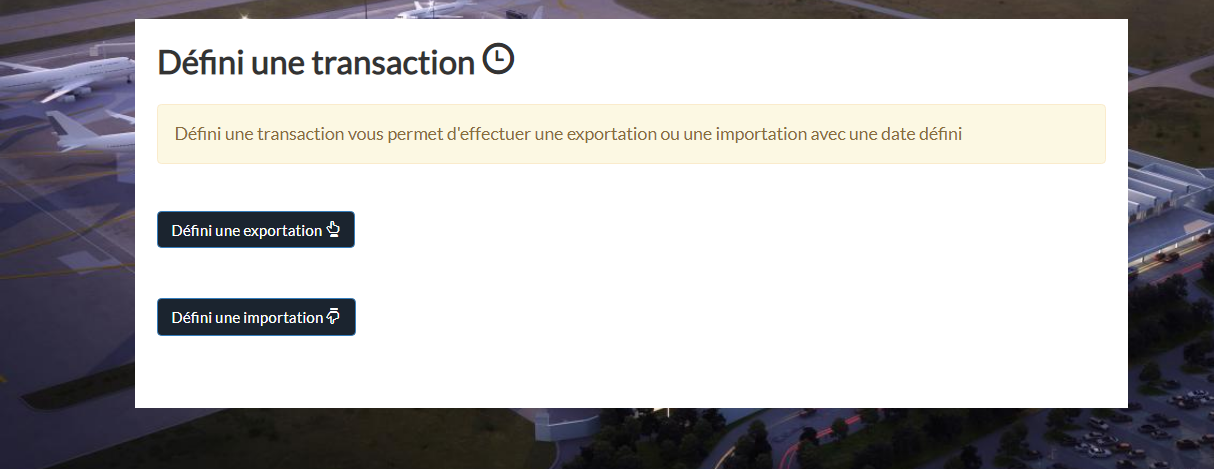 Défini une transaction
Défini une transaction vous permet d'effectuer une exportation ou une importation avec une date défini
Défini une exportation
Défini une importation